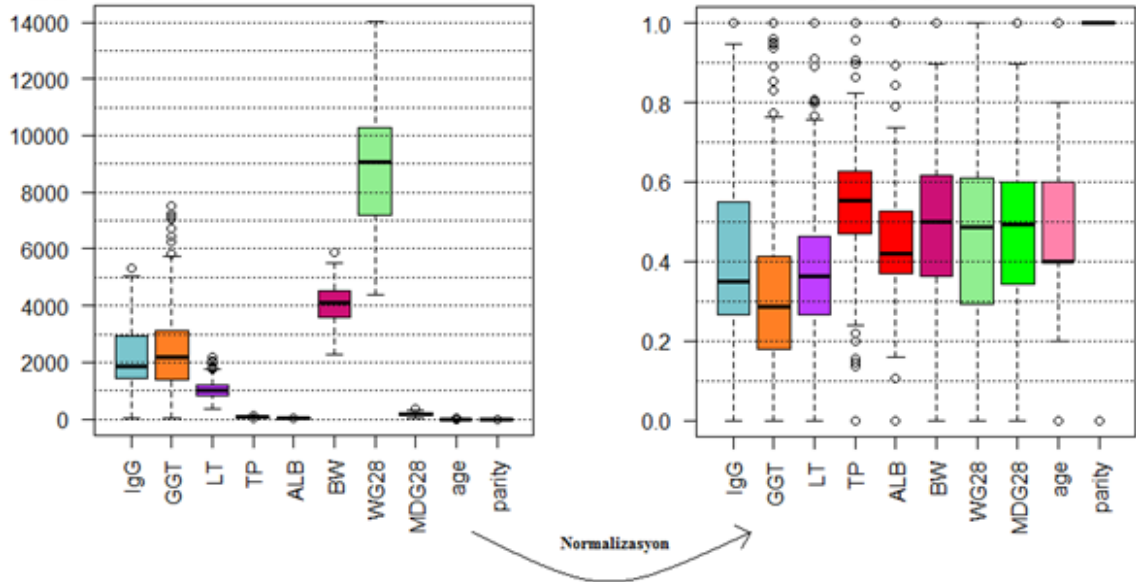 14000
12000
10000
8000
6000
4000
2000
0
IgG
GGT
LT
TP
ALB
BW
WG28
MDG28
age
parity
1.0
0.8
0.6
0.4
0.2
0.0
IgG
GGT
LT
TP
ALB
BW
WG28
MDG28
age
parity
Normalizasyon